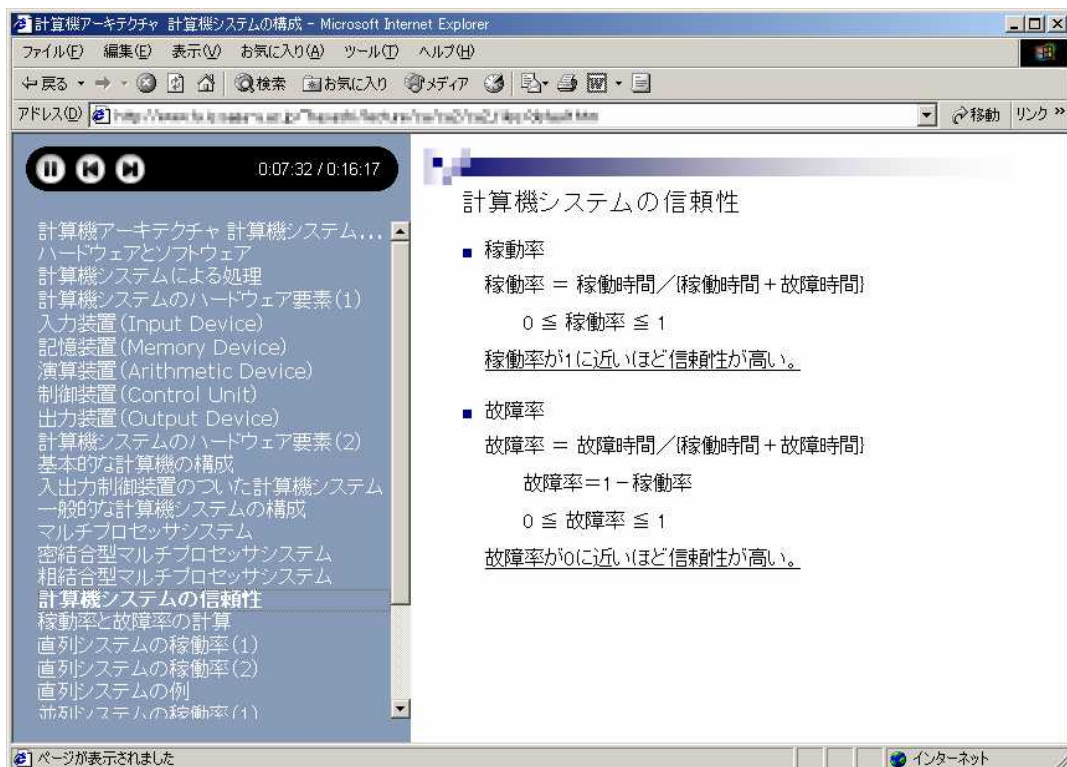 計算機アーキテクチャ 計算機システムの構成 - Microsoft Internet Explorer
ファイル(F) 編集(E) 表示(V) お気に入り(A) ツール(T) ヘルプ(H)
戻る 検索 お気に入り メディア
アドレス(D) 移動 リンク »
0:07:32 / 0:16:17
計算機アーキテクチャ 計算機システム...
ハードウェアとソフトウェア
計算機システムによる処理
計算機システムのハードウェア要素(1)
入力装置(Input Device)
記憶装置(Memory Device)
演算装置(Arithmetic Device)
制御装置(Control Unit)
出力装置(Output Device)
計算機システムのハードウェア要素(2)
基本的な計算機の構成
入出力制御装置のついた計算機システム
一般的な計算機システムの構成
マルチプロセッサシステム
密結合型マルチプロセッサシステム
粗結合型マルチプロセッサシステム
計算機システムの信頼性
稼動率と故障率の計算
直列システムの稼働率(1)
直列システムの稼働率(2)
直列システムの例
並列システムの稼働率(1)
計算機システムの信頼性
■ 稼動率
稼働率 = 稼働時間/{稼働時間+故障時間}
0 ≦ 稼働率 ≦ 1
稼働率が1に近いほど信頼性が高い。
■ 故障率
故障率 = 故障時間/{稼働時間+故障時間}
故障率=1-稼働率
0 ≦ 故障率 ≦ 1
故障率が0に近いほど信頼性が高い。
ページが表示されました インターネット